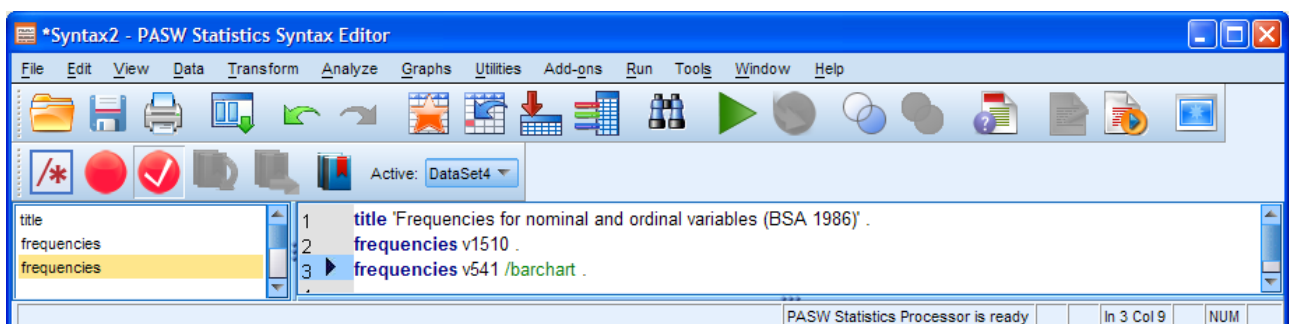 *Syntax2 - PASW Statistics Syntax Editor
File Edit View Data Transform Analyze Graphs Utilities Add-ons Run Tools Window Help
/*
Active: DataSet4
title
frequencies
frequencies
1 title 'Frequencies for nominal and ordinal variables (BSA 1986)' .
2 frequencies v1510 .
3 frequencies v541 /barchart .
PASW Statistics Processor is ready In 3 Col 9 NUM